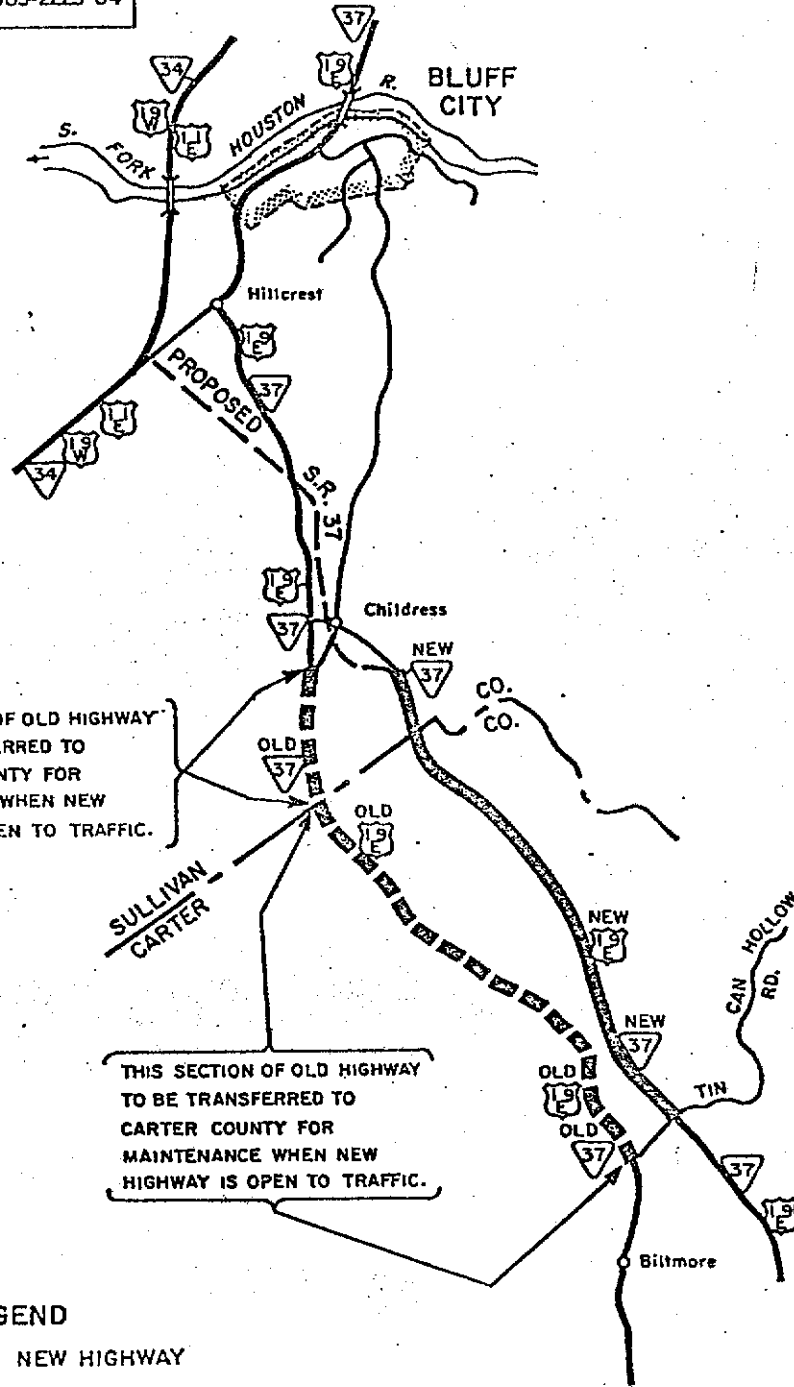 37
34
19 E
BLUFF CITY
19 W
11 E
S. FORK HOUSTON R.
Hillcrest
19 E
PROPOSED S.R. 37
37
11 E
19 W
34
19 E
Childress
37
NEW 37
CO.
CO.
OF OLD HIGHWAY
ERRED TO
NTY FOR
WHEN NEW
EN TO TRAFFIC.
OLD 37
OLD 19 E
SULLIVAN
CARTER
NEW 19 E
TIN CAN HOLLOW RD.
NEW 37
THIS SECTION OF OLD HIGHWAY
TO BE TRANSFERRED TO
CARTER COUNTY FOR
MAINTENANCE WHEN NEW
HIGHWAY IS OPEN TO TRAFFIC.
OLD 19 E
OLD 37
37
19 E
Biltmore
GEND
NEW HIGHWAY